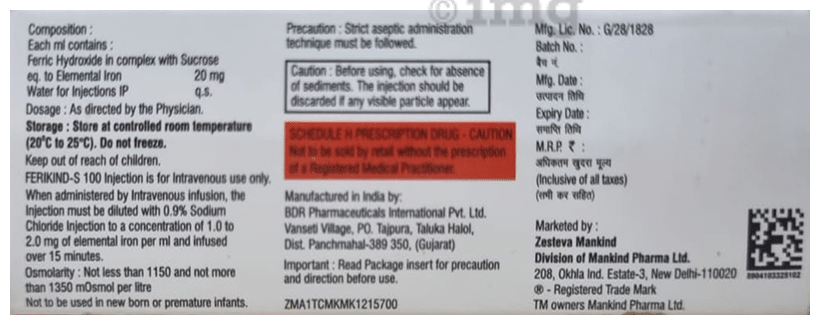 1mg
Composition :
Each ml contains :
Ferric Hydroxide in complex with Sucrose
eq. to Elemental Iron 20 mg
Water for Injections IP q.s.
Dosage : As directed by the Physician.
Storage : Store at controlled room temperature
(20°C to 25°C). Do not freeze.
Keep out of reach of children.
FERIKIND-S 100 Injection is for Intravenous use only.
When administered by Intravenous infusion, the
Injection must be diluted with 0.9% Sodium
Chloride Injection to a concentration of 1.0 to
2.0 mg of elemental iron per ml and infused
over 15 minutes.
Osmolarity : Not less than 1150 and not more
than 1350 mOsmol per litre
Not to be used in new born or premature infants.
Precaution : Strict aseptic administration
technique must be followed.
Caution : Before using, check for absence
of sediments. The injection should be
discarded if any visible particle appear.
SCHEDULE H PRESCRIPTION DRUG - CAUTION
Not to be sold by retail without the prescription
of a Registered Medical Practitioner.
Manufactured in India by:
BDR Pharmaceuticals International Pvt. Ltd.
Vanseti Village, PO. Tajpura, Taluka Halol,
Dist. Panchmahal-389 350, (Gujarat)
Important : Read Package insert for precaution
and direction before use.
ZMA1TCMKMK1215700
Mfg. Lic. No. : G/28/1828
Batch No. :
बैच नं.
Mfg. Date :
उत्पादन तिथि
Expiry Date :
समाप्ति तिथि
M.R.P. ₹ :
अधिकतम खुदरा मूल्य
(Inclusive of all taxes)
(सभी कर सहित)
Marketed by :
Zesteva Mankind
Division of Mankind Pharma Ltd.
208, Okhla Ind. Estate-3, New Delhi-110020
® - Registered Trade Mark
TM owners Mankind Pharma Ltd.